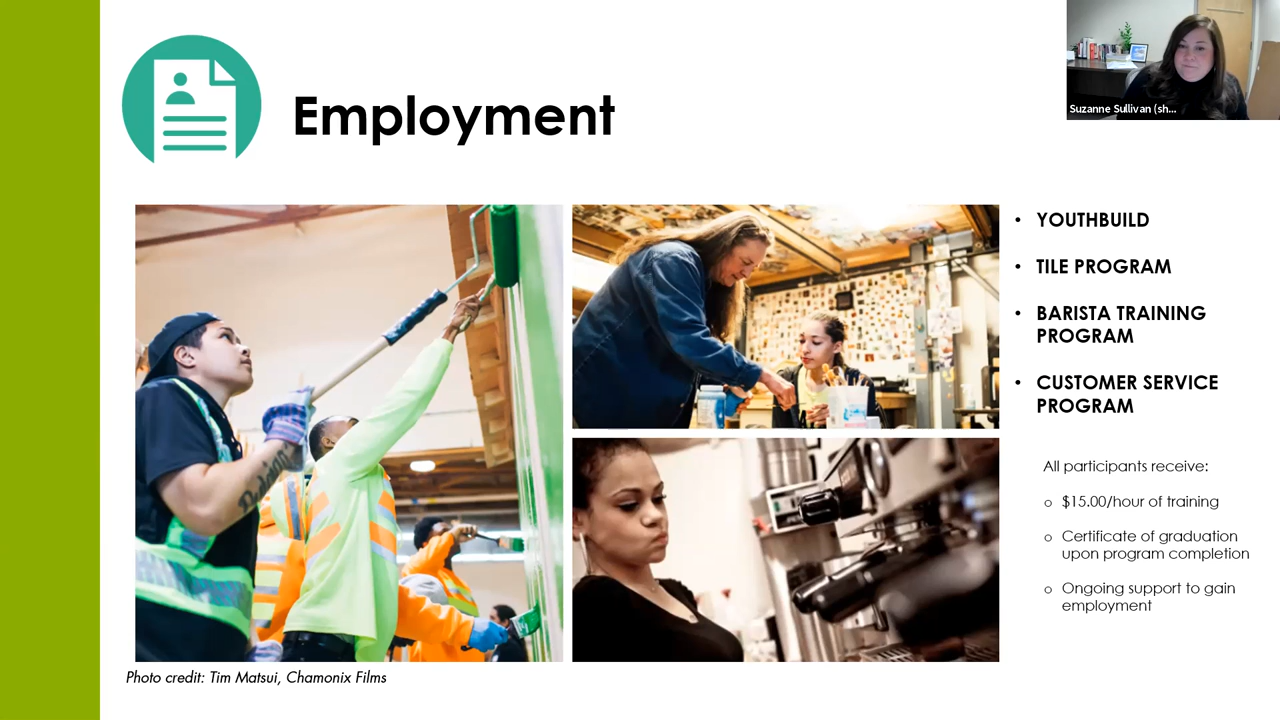 Employment
Suzanne Sullivan (sh...
• YOUTHBUILD
• TILE PROGRAM
• BARISTA TRAINING
PROGRAM
• CUSTOMER SERVICE
PROGRAM
All participants receive:
o $15.00/hour of training
o Certificate of graduation
upon program completion
o Ongoing support to gain
employment
Photo credit: Tim Matsui, Chamonix Films